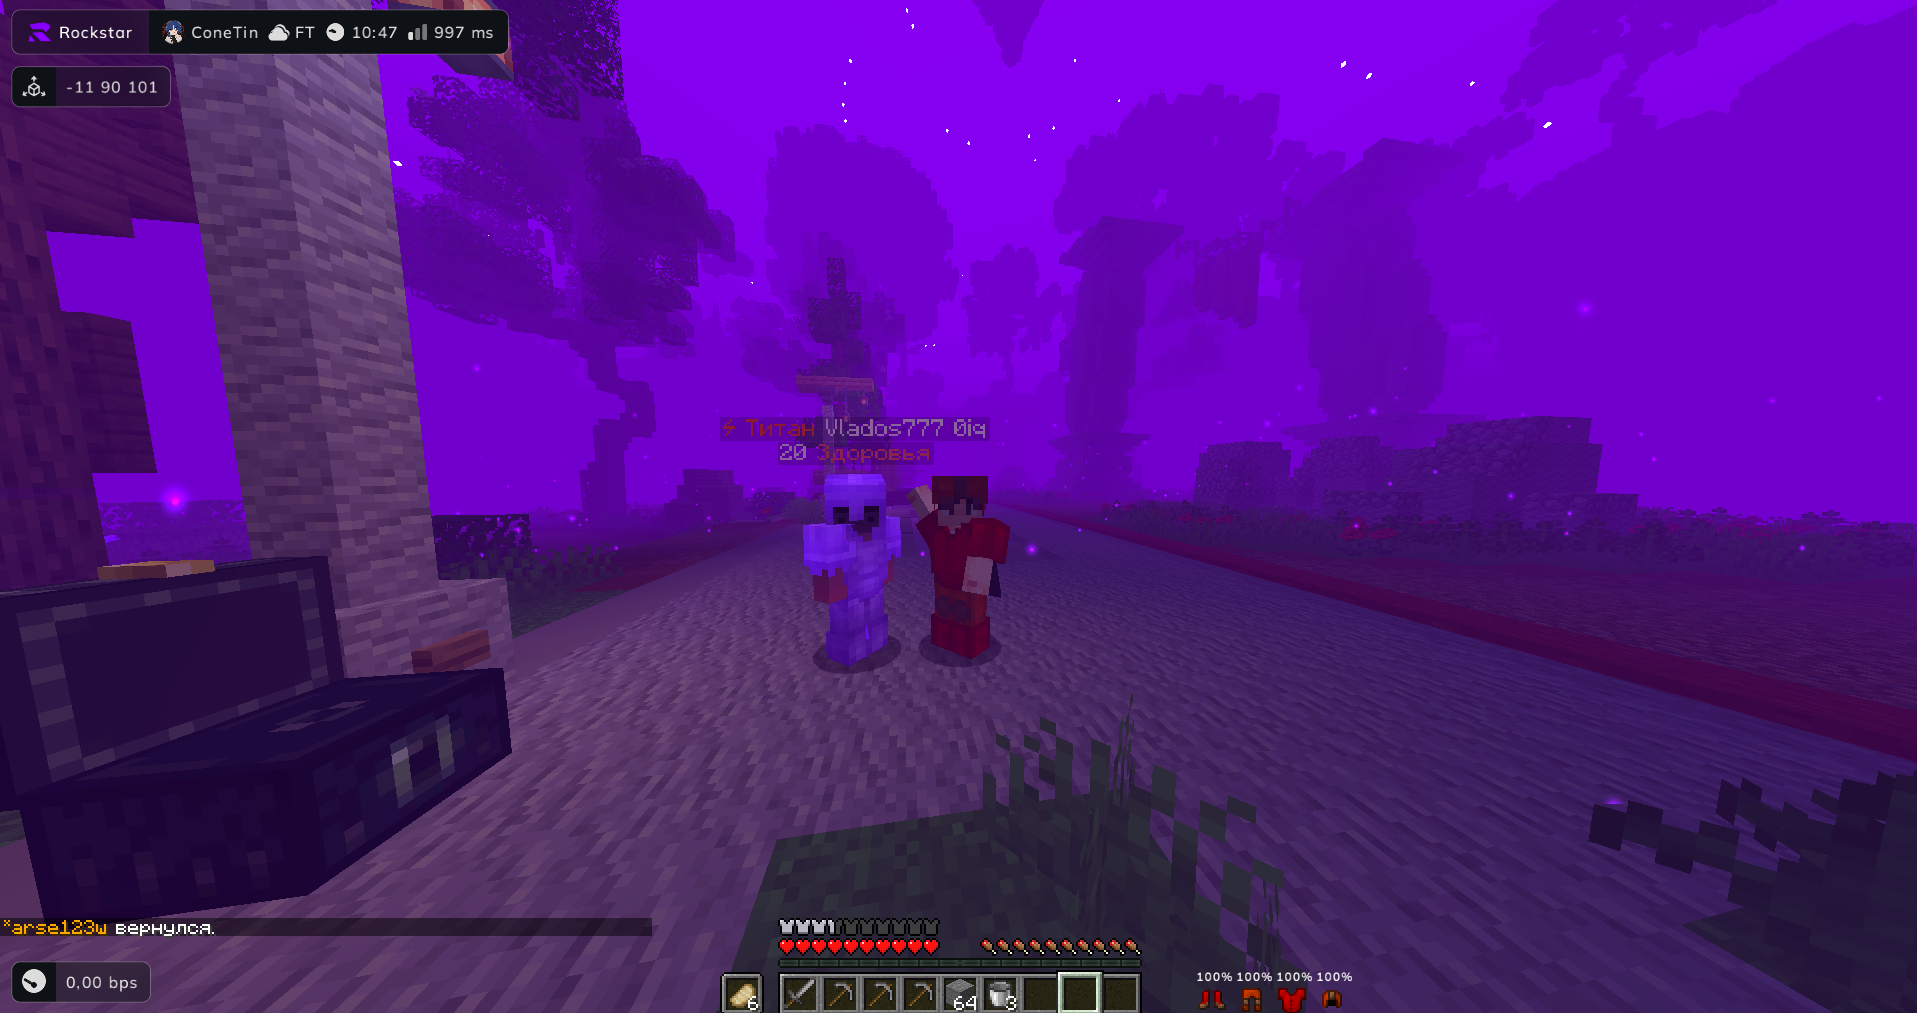 Rockstar ConeTin FT 10:47 997 ms
-11 90 101
⚡ Титан Vlados777 0iq
20 Здоровья
*arse123w вернулся.
0,00 bps
6 64 3
100% 100% 100% 100%